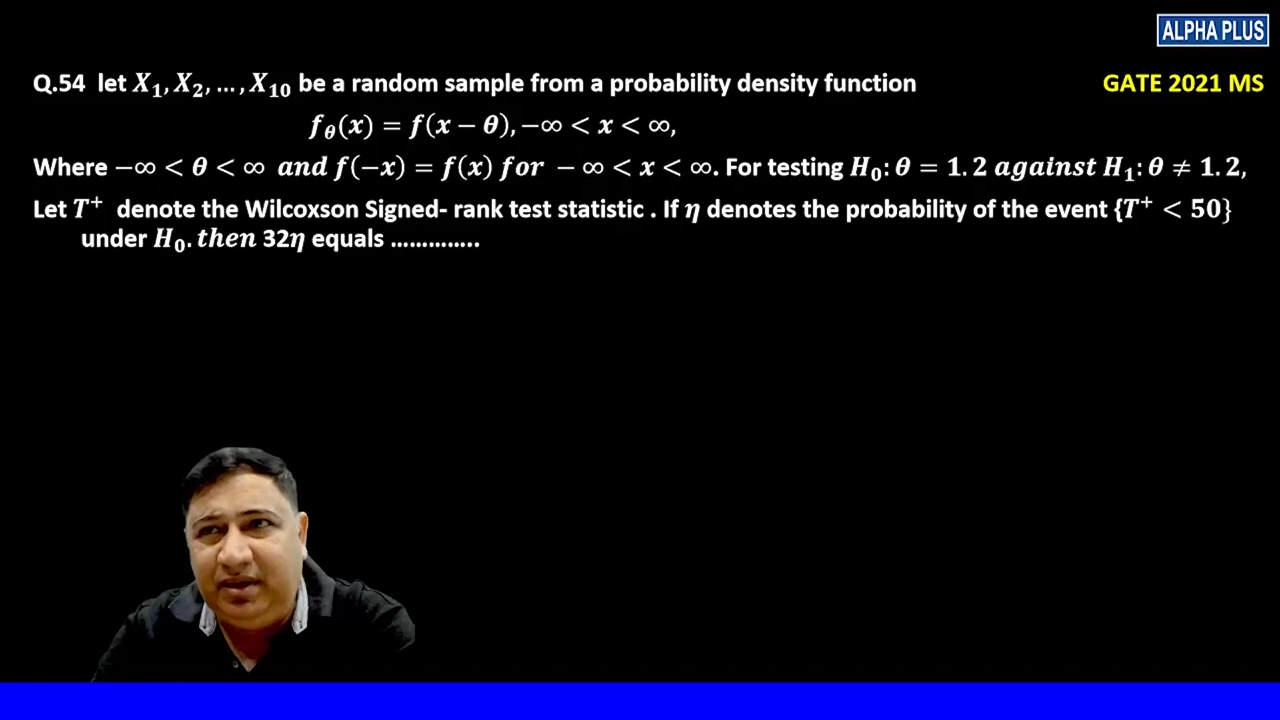 ALPHA PLUS
Q.54 let X₁, X₂, ..., X₁₀ be a random sample from a probability density function
GATE 2021 MS
f_θ(x) = f(x − θ), −∞ < x < ∞,
Where −∞ < θ < ∞ and f(−x) = f(x) for − ∞ < x < ∞. For testing H₀: θ = 1.2 against H₁: θ ≠ 1.2,
Let T⁺ denote the Wilcoxson Signed- rank test statistic . If η denotes the probability of the event {T⁺ < 50}
under H₀. then 32η equals ...............